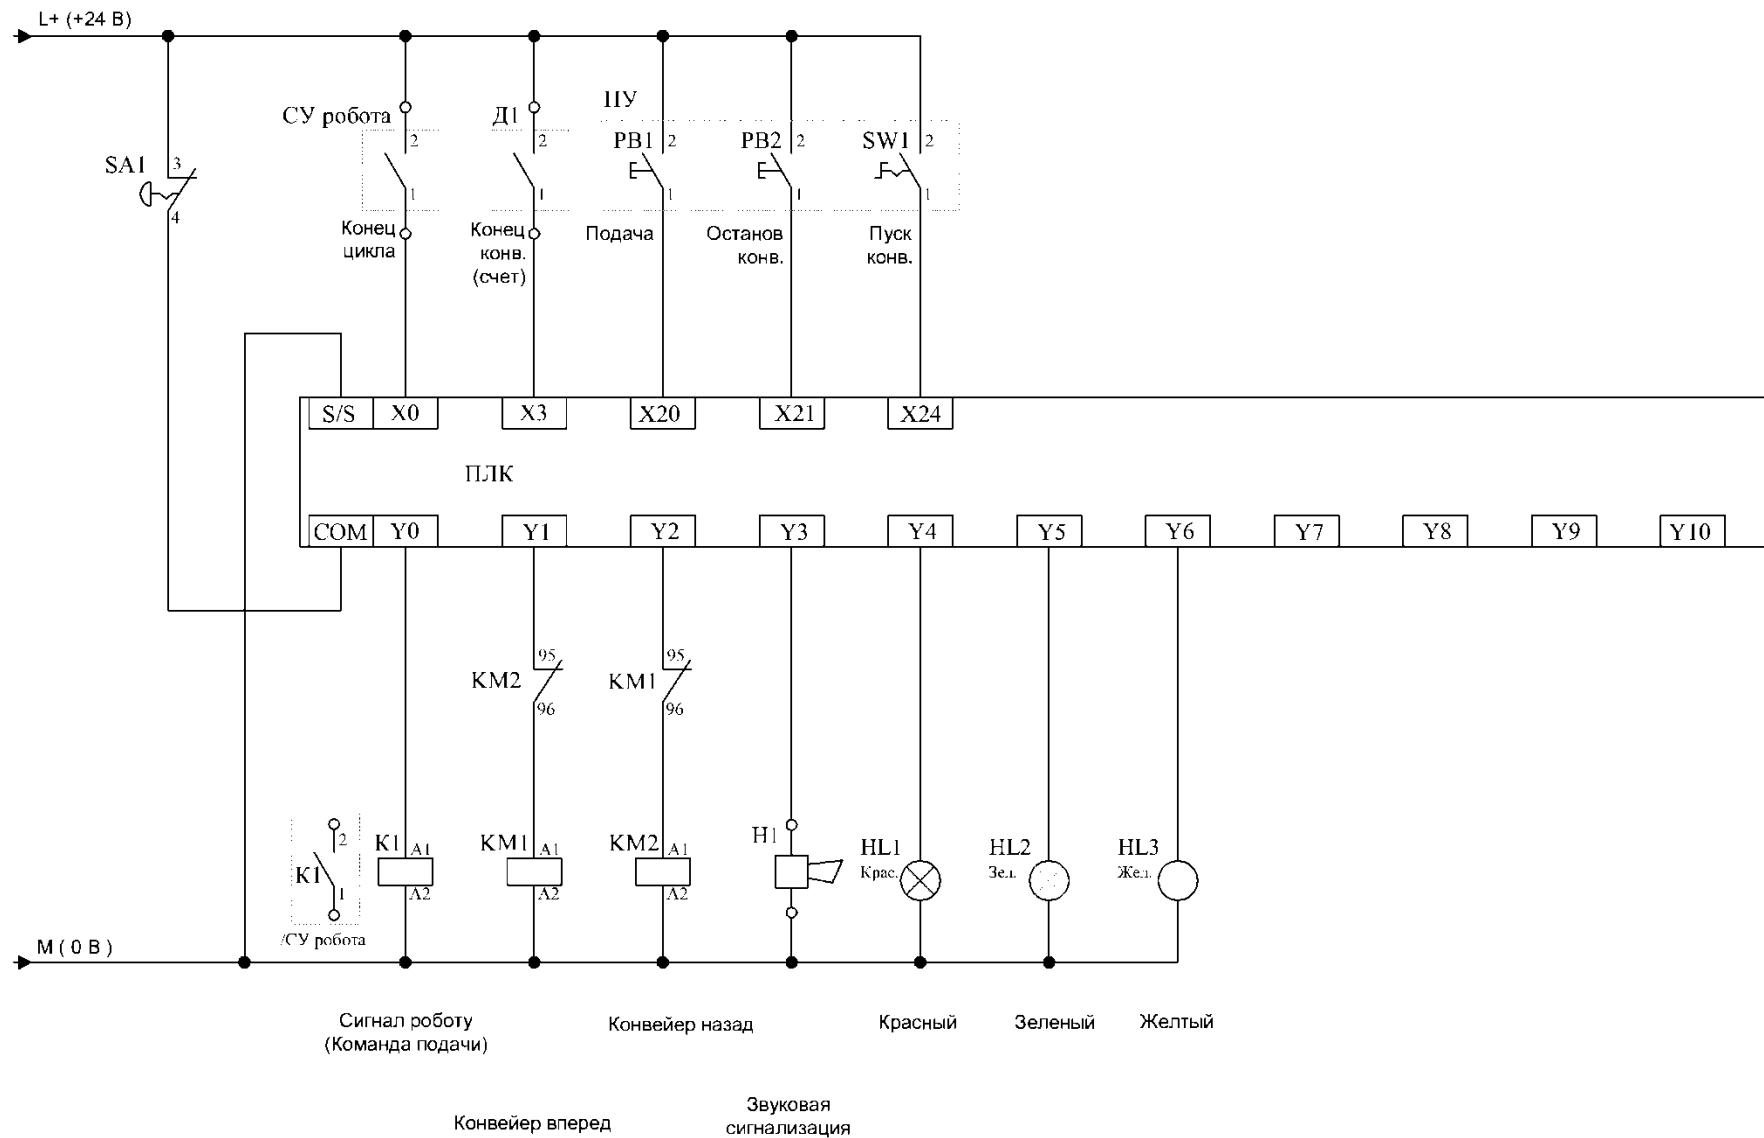 L+ (+24 В)
ПУ
СУ робота
Д1
2
2
PB1 2
PB2 2
SW1 2
SA1
3
4
1
1
1
1
1
Конец
цикла
Конец
конв.
(счет)
Подача
Останов
конв.
Пуск
конв.
S/S X0 X3 X20 X21 X24
ПЛК
COM Y0 Y1 Y2 Y3 Y4 Y5 Y6 Y7 Y8 Y9 Y10
95
KM2
96
95
KM1
96
2
K1
1
/СУ робота
K1 A1
A2
KM1 A1
A2
KM2 A1
A2
H1
HL1
Крас.
HL2
Зел.
HL3
Жел.
M ( 0 В )
Сигнал роботу
(Команда подачи)
Конвейер назад
Красный
Зеленый
Желтый
Конвейер вперед
Звуковая
сигнализация